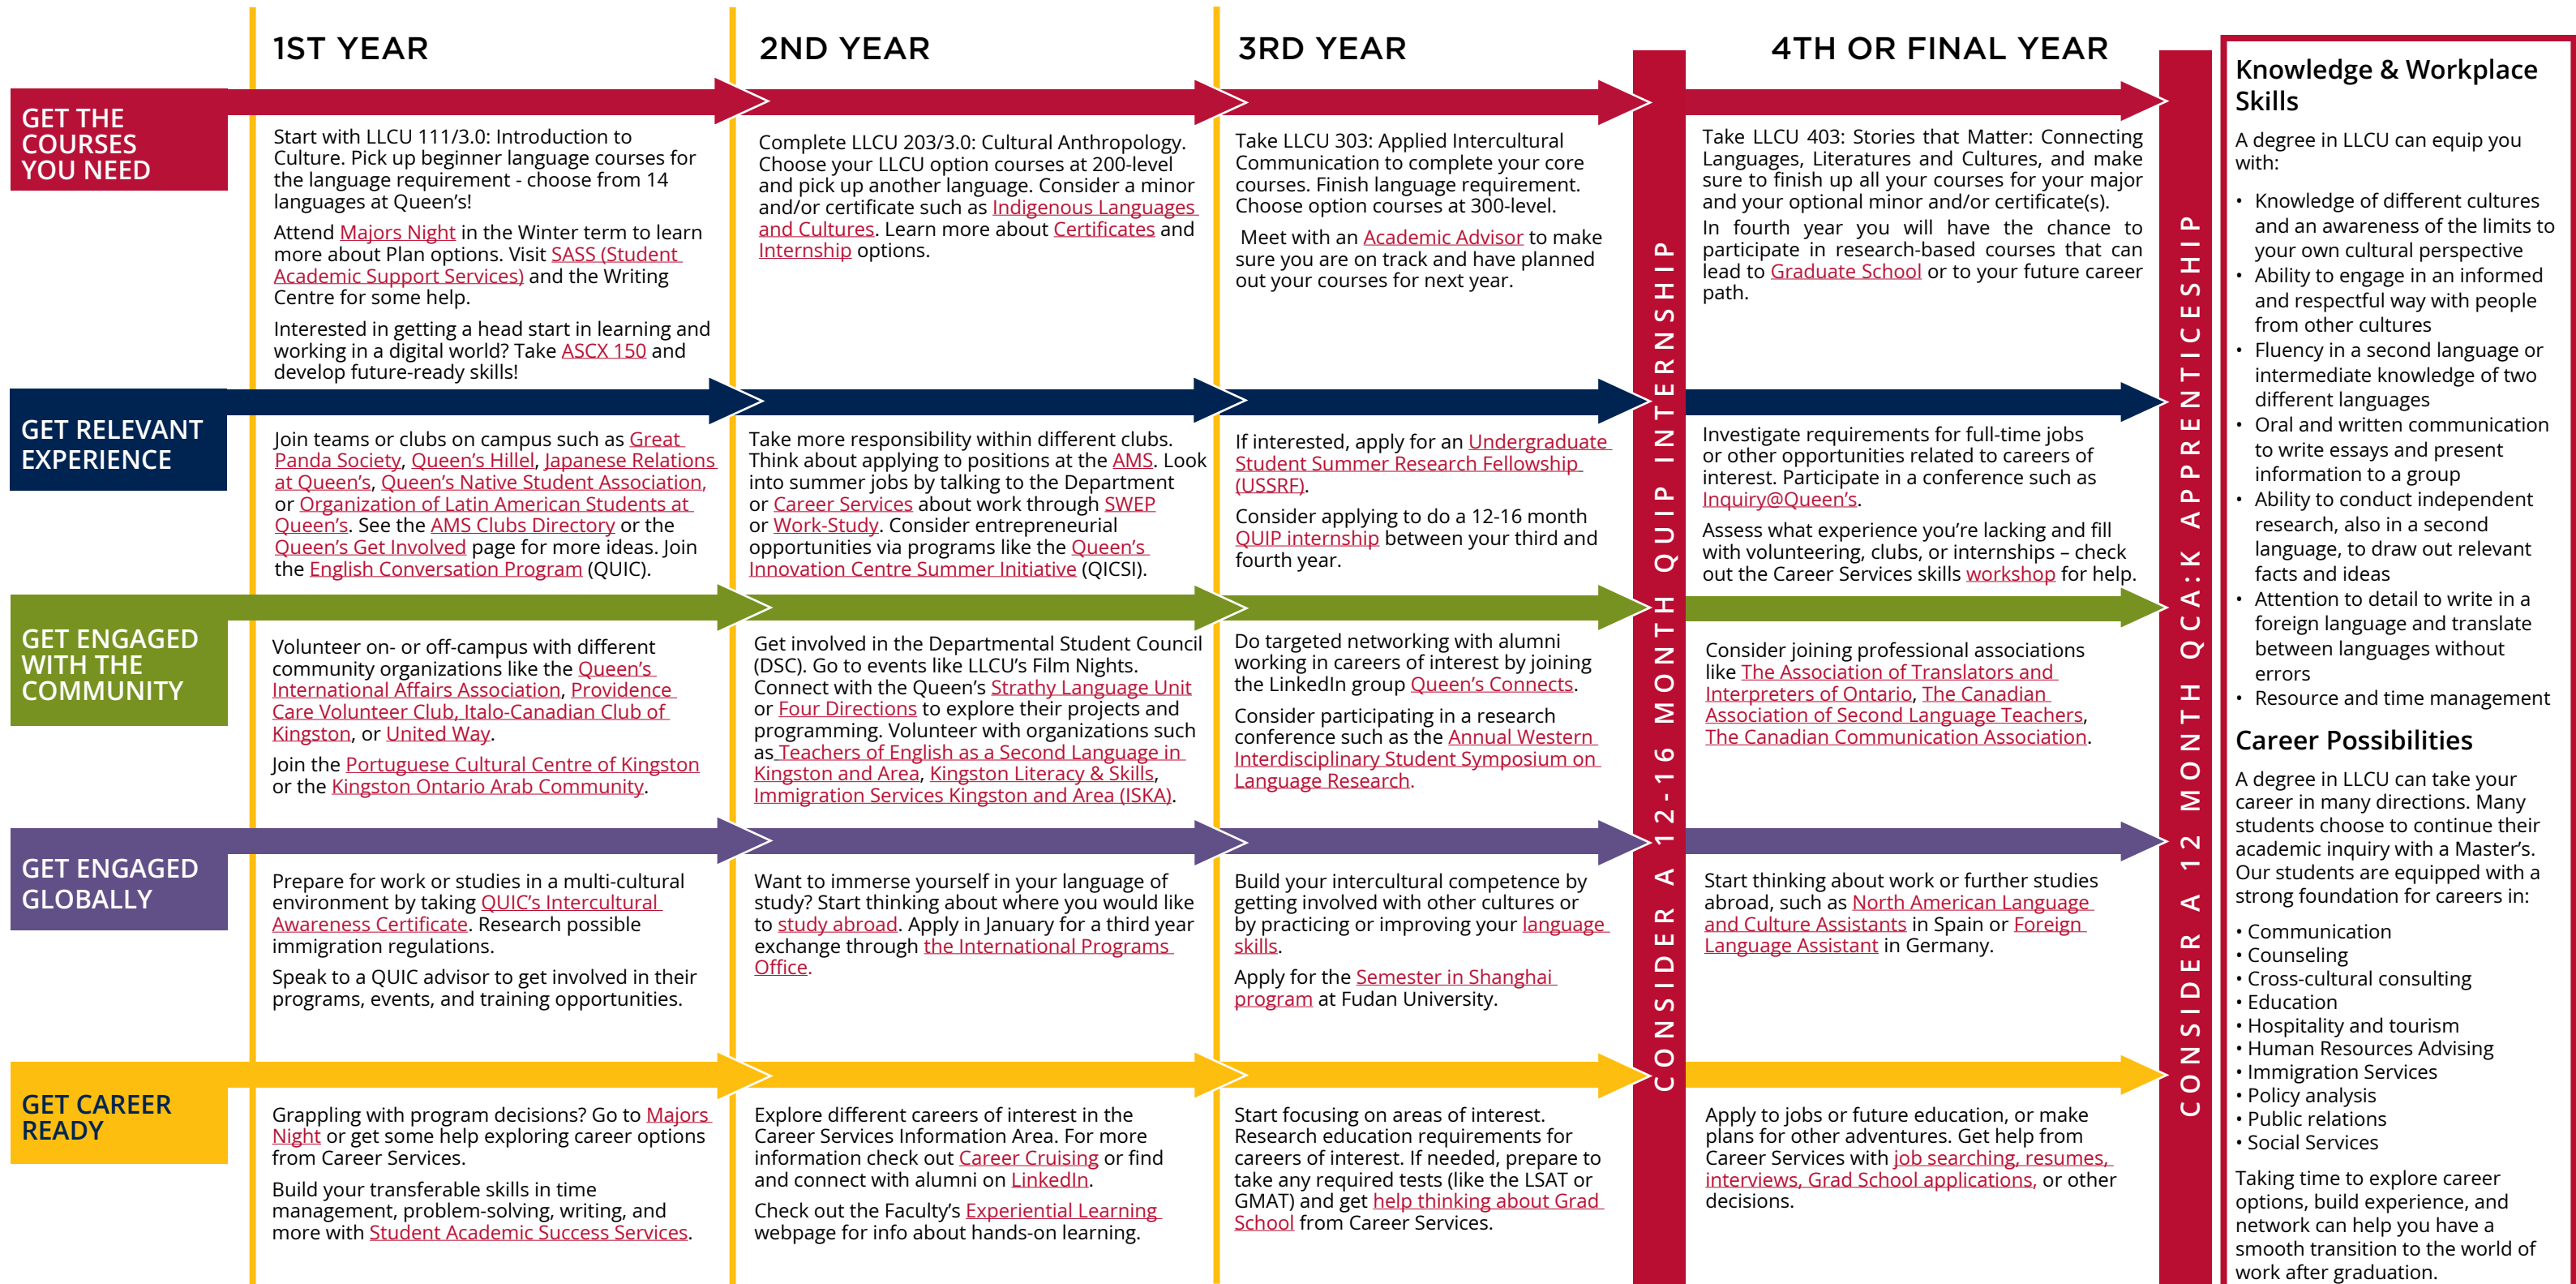 1ST YEAR
2ND YEAR
3RD YEAR
4TH OR FINAL YEAR
GET THE
COURSES
YOU NEED
Start with LLCU 111/3.0: Introduction to
Culture. Pick up beginner language courses for
the language requirement - choose from 14
languages at Queen's!
Attend Majors Night in the Winter term to learn
more about Plan options. Visit SASS (Student
Academic Support Services) and the Writing
Centre for some help.
Interested in getting a head start in learning and
working in a digital world? Take ASCX 150 and
develop future-ready skills!
Complete LLCU 203/3.0: Cultural Anthropology.
Choose your LLCU option courses at 200-level
and pick up another language. Consider a minor
and/or certificate such as Indigenous Languages
and Cultures. Learn more about Certificates and
Internship options.
Take LLCU 303: Applied Intercultural
Communication to complete your core
courses. Finish language requirement.
Choose option courses at 300-level.
Meet with an Academic Advisor to make
sure you are on track and have planned
out your courses for next year.
Take LLCU 403: Stories that Matter: Connecting
Languages, Literatures and Cultures, and make
sure to finish up all your courses for your major
and your optional minor and/or certificate(s).
In fourth year you will have the chance to
participate in research-based courses that can
lead to Graduate School or to your future career
path.
GET RELEVANT
EXPERIENCE
Join teams or clubs on campus such as Great
Panda Society, Queen's Hillel, Japanese Relations
at Queen's, Queen's Native Student Association,
or Organization of Latin American Students at
Queen's. See the AMS Clubs Directory or the
Queen's Get Involved page for more ideas. Join
the English Conversation Program (QUIC).
Take more responsibility within different clubs.
Think about applying to positions at the AMS. Look
into summer jobs by talking to the Department
or Career Services about work through SWEP
or Work-Study. Consider entrepreneurial
opportunities via programs like the Queen's
Innovation Centre Summer Initiative (QICSI).
If interested, apply for an Undergraduate
Student Summer Research Fellowship
(USSRF).
Consider applying to do a 12-16 month
QUIP internship between your third and
fourth year.
Investigate requirements for full-time jobs
or other opportunities related to careers of
interest. Participate in a conference such as
Inquiry@Queen's.
Assess what experience you're lacking and fill
with volunteering, clubs, or internships – check
out the Career Services skills workshop for help.
GET ENGAGED
WITH THE
COMMUNITY
Volunteer on- or off-campus with different
community organizations like the Queen's
International Affairs Association, Providence
Care Volunteer Club, Italo-Canadian Club of
Kingston, or United Way.
Join the Portuguese Cultural Centre of Kingston
or the Kingston Ontario Arab Community.
Get involved in the Departmental Student Council
(DSC). Go to events like LLCU's Film Nights.
Connect with the Queen's Strathy Language Unit
or Four Directions to explore their projects and
programming. Volunteer with organizations such
as Teachers of English as a Second Language in
Kingston and Area, Kingston Literacy & Skills,
Immigration Services Kingston and Area (ISKA).
Do targeted networking with alumni
working in careers of interest by joining
the LinkedIn group Queen's Connects.
Consider participating in a research
conference such as the Annual Western
Interdisciplinary Student Symposium on
Language Research.
Consider joining professional associations
like The Association of Translators and
Interpreters of Ontario, The Canadian
Association of Second Language Teachers,
The Canadian Communication Association.
GET ENGAGED
GLOBALLY
Prepare for work or studies in a multi-cultural
environment by taking QUIC's Intercultural
Awareness Certificate. Research possible
immigration regulations.
Speak to a QUIC advisor to get involved in their
programs, events, and training opportunities.
Want to immerse yourself in your language of
study? Start thinking about where you would like
to study abroad. Apply in January for a third year
exchange through the International Programs
Office.
Build your intercultural competence by
getting involved with other cultures or
by practicing or improving your language
skills.
Apply for the Semester in Shanghai
program at Fudan University.
Start thinking about work or further studies
abroad, such as North American Language
and Culture Assistants in Spain or Foreign
Language Assistant in Germany.
GET CAREER
READY
Grappling with program decisions? Go to Majors
Night or get some help exploring career options
from Career Services.
Build your transferable skills in time
management, problem-solving, writing, and
more with Student Academic Success Services.
Explore different careers of interest in the
Career Services Information Area. For more
information check out Career Cruising or find
and connect with alumni on LinkedIn.
Check out the Faculty's Experiential Learning
webpage for info about hands-on learning.
Start focusing on areas of interest.
Research education requirements for
careers of interest. If needed, prepare to
take any required tests (like the LSAT or
GMAT) and get help thinking about Grad
School from Career Services.
Apply to jobs or future education, or make
plans for other adventures. Get help from
Career Services with job searching, resumes,
interviews, Grad School applications, or other
decisions.
CONSIDER A 12-16 MONTH QUIP INTERNSHIP
CONSIDER A 12 MONTH QCA:K APPRENTICESHIP
Knowledge & Workplace
Skills
A degree in LLCU can equip you
with:
• Knowledge of different cultures
and an awareness of the limits to
your own cultural perspective
• Ability to engage in an informed
and respectful way with people
from other cultures
• Fluency in a second language or
intermediate knowledge of two
different languages
• Oral and written communication
to write essays and present
information to a group
• Ability to conduct independent
research, also in a second
language, to draw out relevant
facts and ideas
• Attention to detail to write in a
foreign language and translate
between languages without
errors
• Resource and time management
Career Possibilities
A degree in LLCU can take your
career in many directions. Many
students choose to continue their
academic inquiry with a Master's.
Our students are equipped with a
strong foundation for careers in:
• Communication
• Counseling
• Cross-cultural consulting
• Education
• Hospitality and tourism
• Human Resources Advising
• Immigration Services
• Policy analysis
• Public relations
• Social Services
Taking time to explore career
options, build experience, and
network can help you have a
smooth transition to the world of
work after graduation.